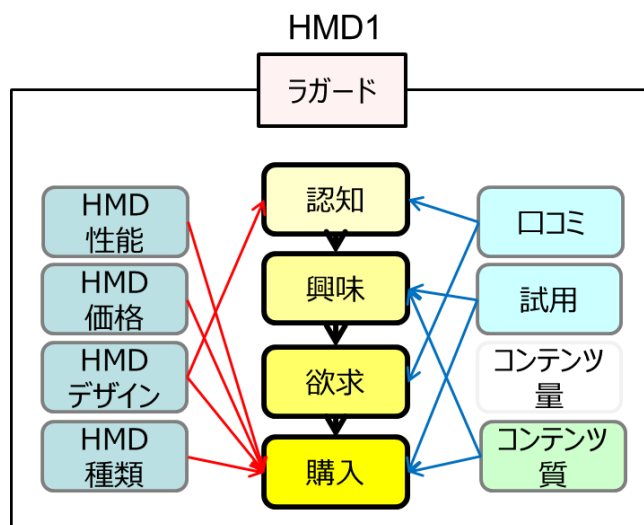 HMD1
ラガード
認知
興味
欲求
購入
HMD
性能
HMD
価格
HMD
デザイン
HMD
種類
口コミ
試用
コンテンツ
量
コンテンツ
質